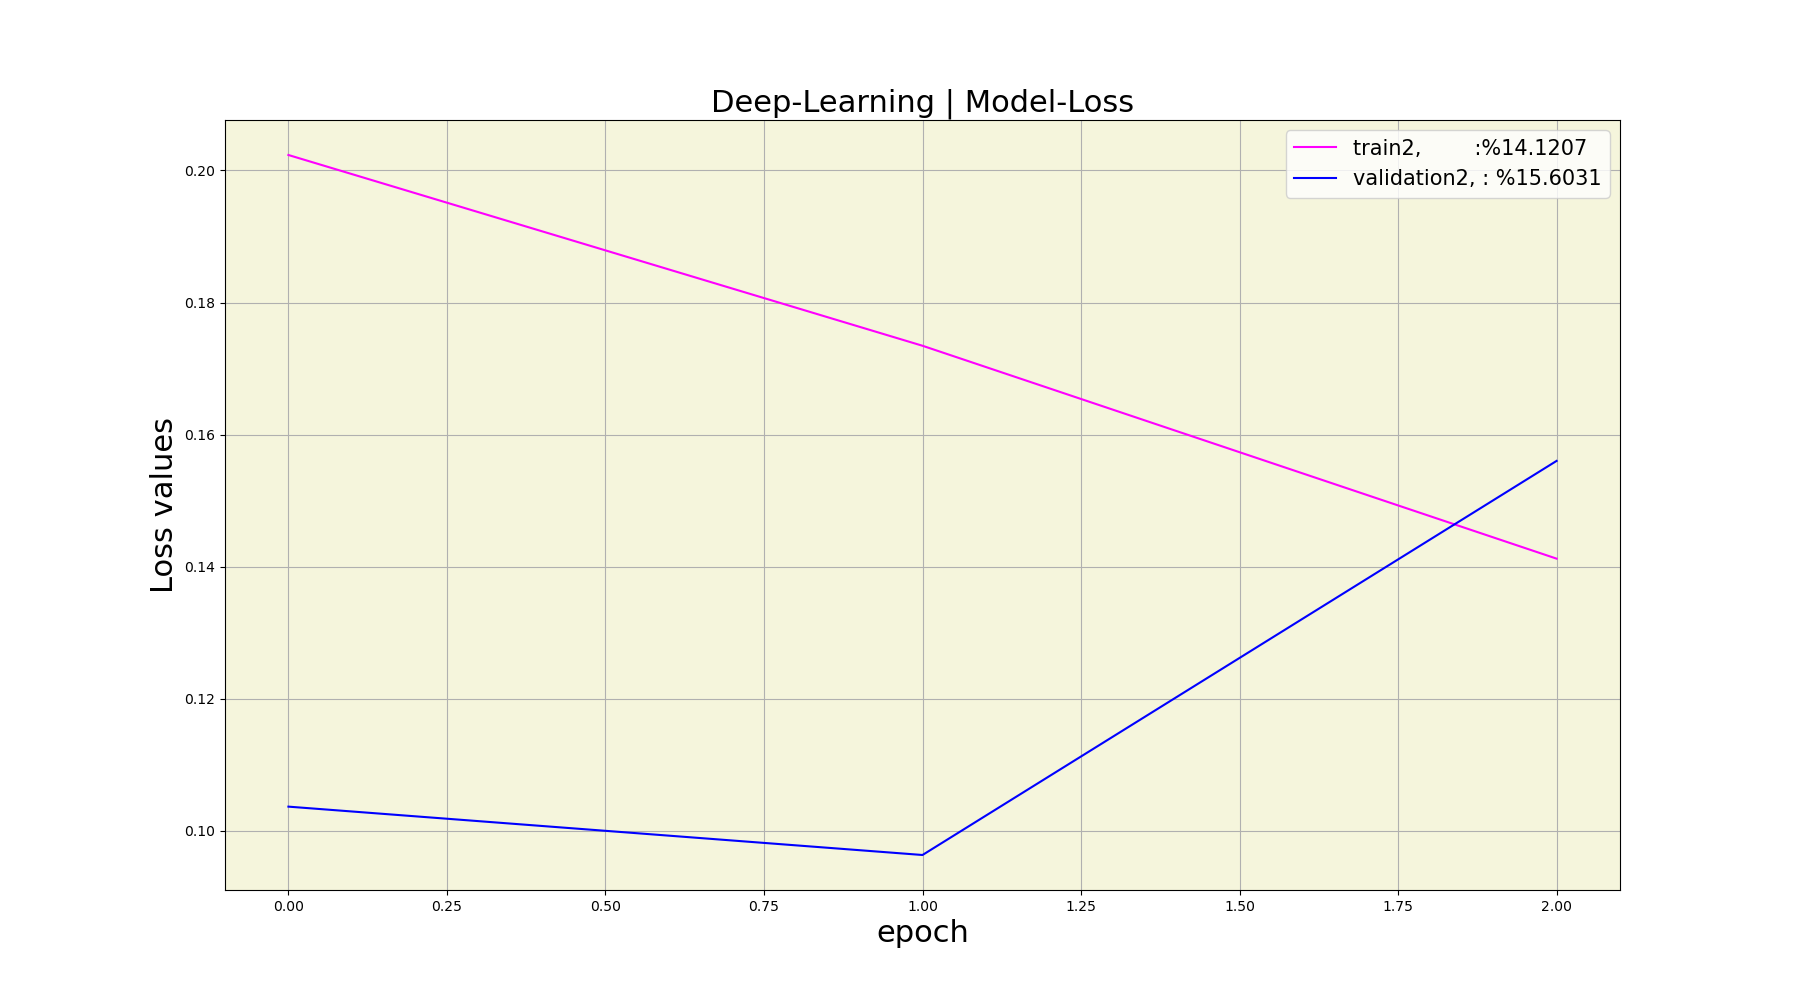 Deep-Learning | Model-Loss
train2,        :%14.1207
validation2, : %15.6031
Loss values
0.20
0.18
0.16
0.14
0.12
0.10
0.00 0.25 0.50 0.75 1.00 1.25 1.50 1.75 2.00
epoch